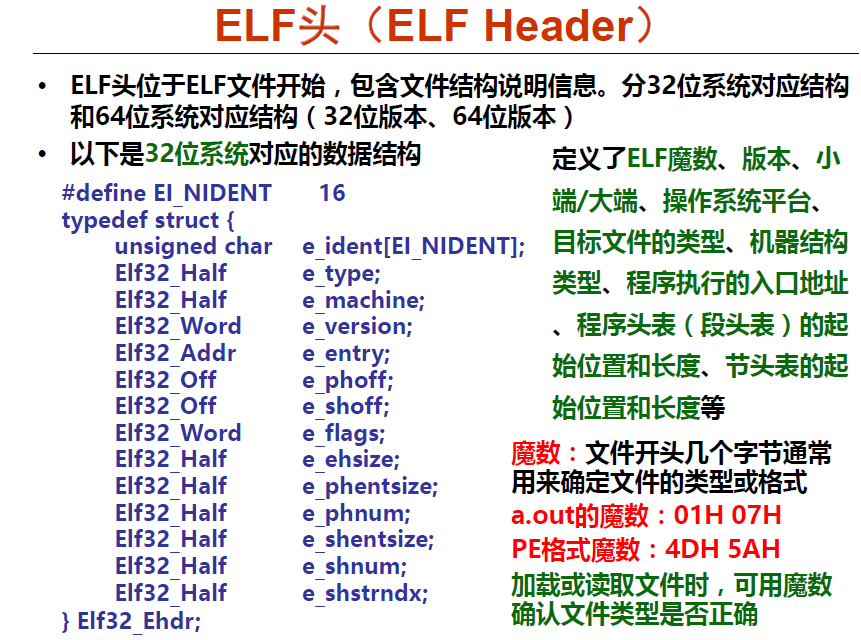 ELF头（ELF Header）
• ELF头位于ELF文件开始，包含文件结构说明信息。分32位系统对应结构
和64位系统对应结构（32位版本、64位版本）
• 以下是32位系统对应的数据结构
#define EI_NIDENT 16
typedef struct {
unsigned char e_ident[EI_NIDENT];
Elf32_Half e_type;
Elf32_Half e_machine;
Elf32_Word e_version;
Elf32_Addr e_entry;
Elf32_Off e_phoff;
Elf32_Off e_shoff;
Elf32_Word e_flags;
Elf32_Half e_ehsize;
Elf32_Half e_phentsize;
Elf32_Half e_phnum;
Elf32_Half e_shentsize;
Elf32_Half e_shnum;
Elf32_Half e_shstrndx;
} Elf32_Ehdr;
定义了ELF魔数、版本、小
端/大端、操作系统平台、
目标文件的类型、机器结构
类型、程序执行的入口地址
、程序头表（段头表）的起
始位置和长度、节头表的起
始位置和长度等
魔数：文件开头几个字节通常
用来确定文件的类型或格式
a.out的魔数：01H 07H
PE格式魔数：4DH 5AH
加载或读取文件时，可用魔数
确认文件类型是否正确